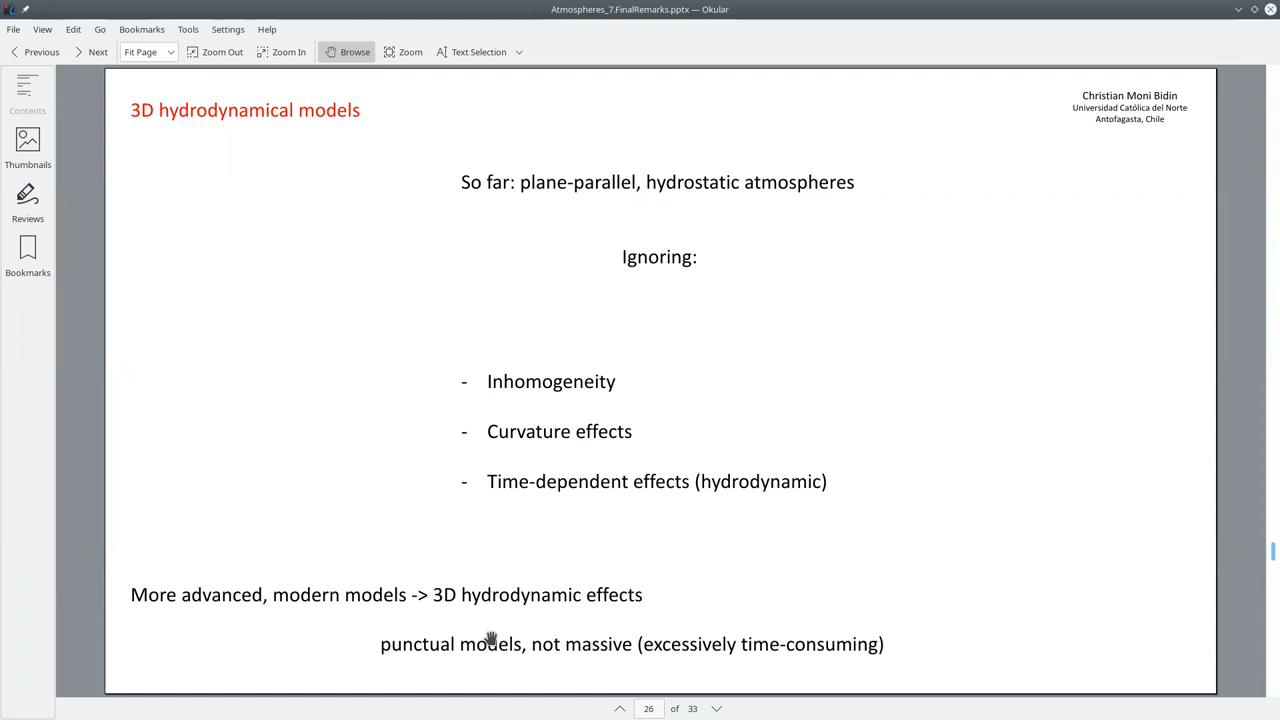 Atmospheres_7.FinalRemarks.pptx — Okular
File View Edit Go Bookmarks Tools Settings Help
Previous Next Fit Page Zoom Out Zoom In Browse Zoom Text Selection
Contents
Thumbnails
Reviews
Bookmarks
3D hydrodynamical models
Christian Moni Bidin
Universidad Católica del Norte
Antofagasta, Chile
So far: plane-parallel, hydrostatic atmospheres
Ignoring:
- Inhomogeneity
- Curvature effects
- Time-dependent effects (hydrodynamic)
More advanced, modern models -> 3D hydrodynamic effects
punctual models, not massive (excessively time-consuming)
26 of 33